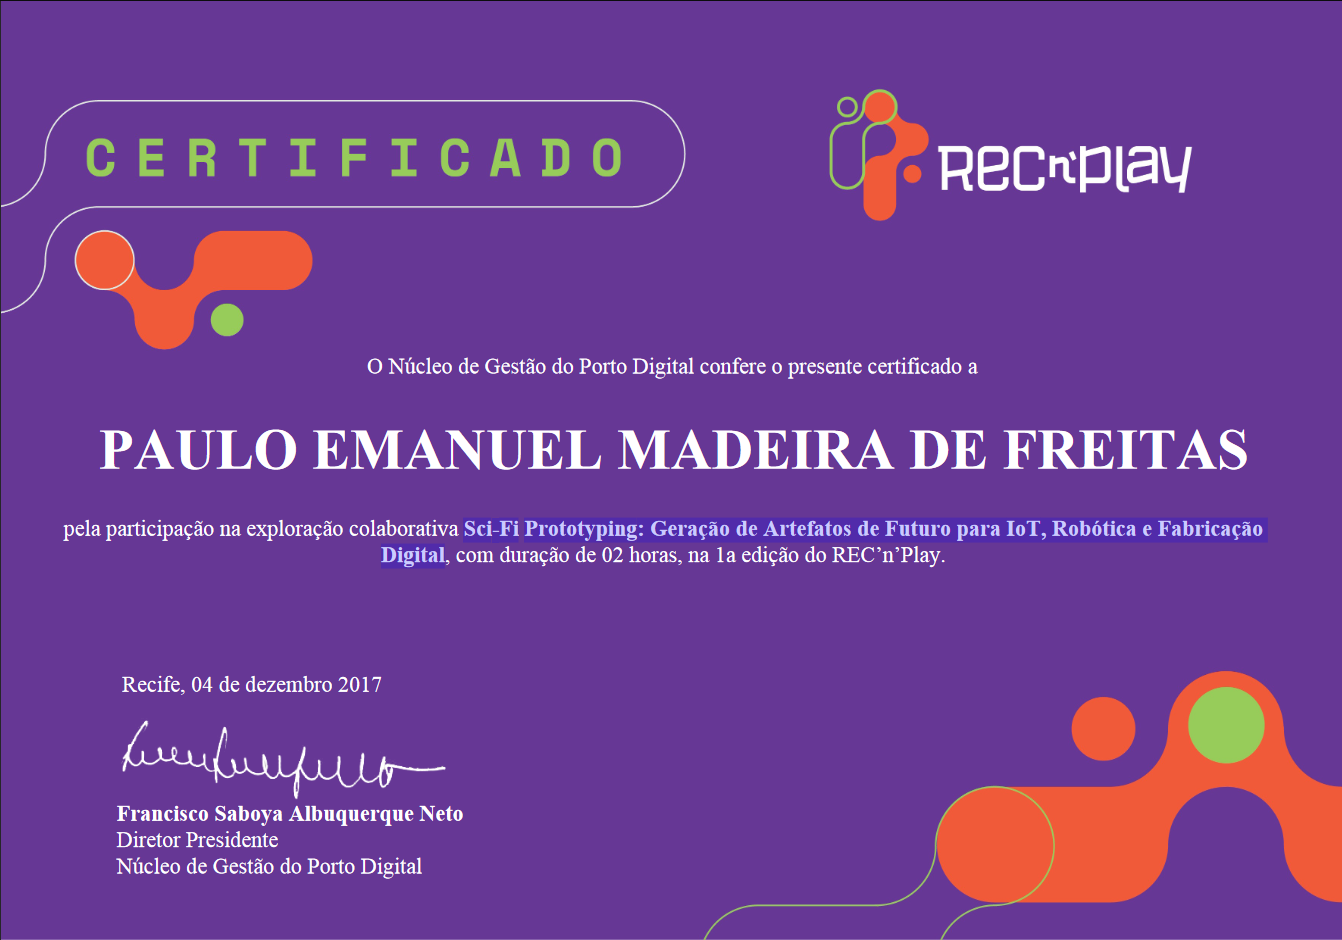 CERTIFICADO
REC'n'Play
O Núcleo de Gestão do Porto Digital confere o presente certificado a
PAULO EMANUEL MADEIRA DE FREITAS
pela participação na exploração colaborativa Sci-Fi Prototyping: Geração de Artefatos de Futuro para IoT, Robótica e Fabricação
Digital, com duração de 02 horas, na 1a edição do REC’n’Play.
Recife, 04 de dezembro 2017
Francisco Saboya Albuquerque Neto
Diretor Presidente
Núcleo de Gestão do Porto Digital